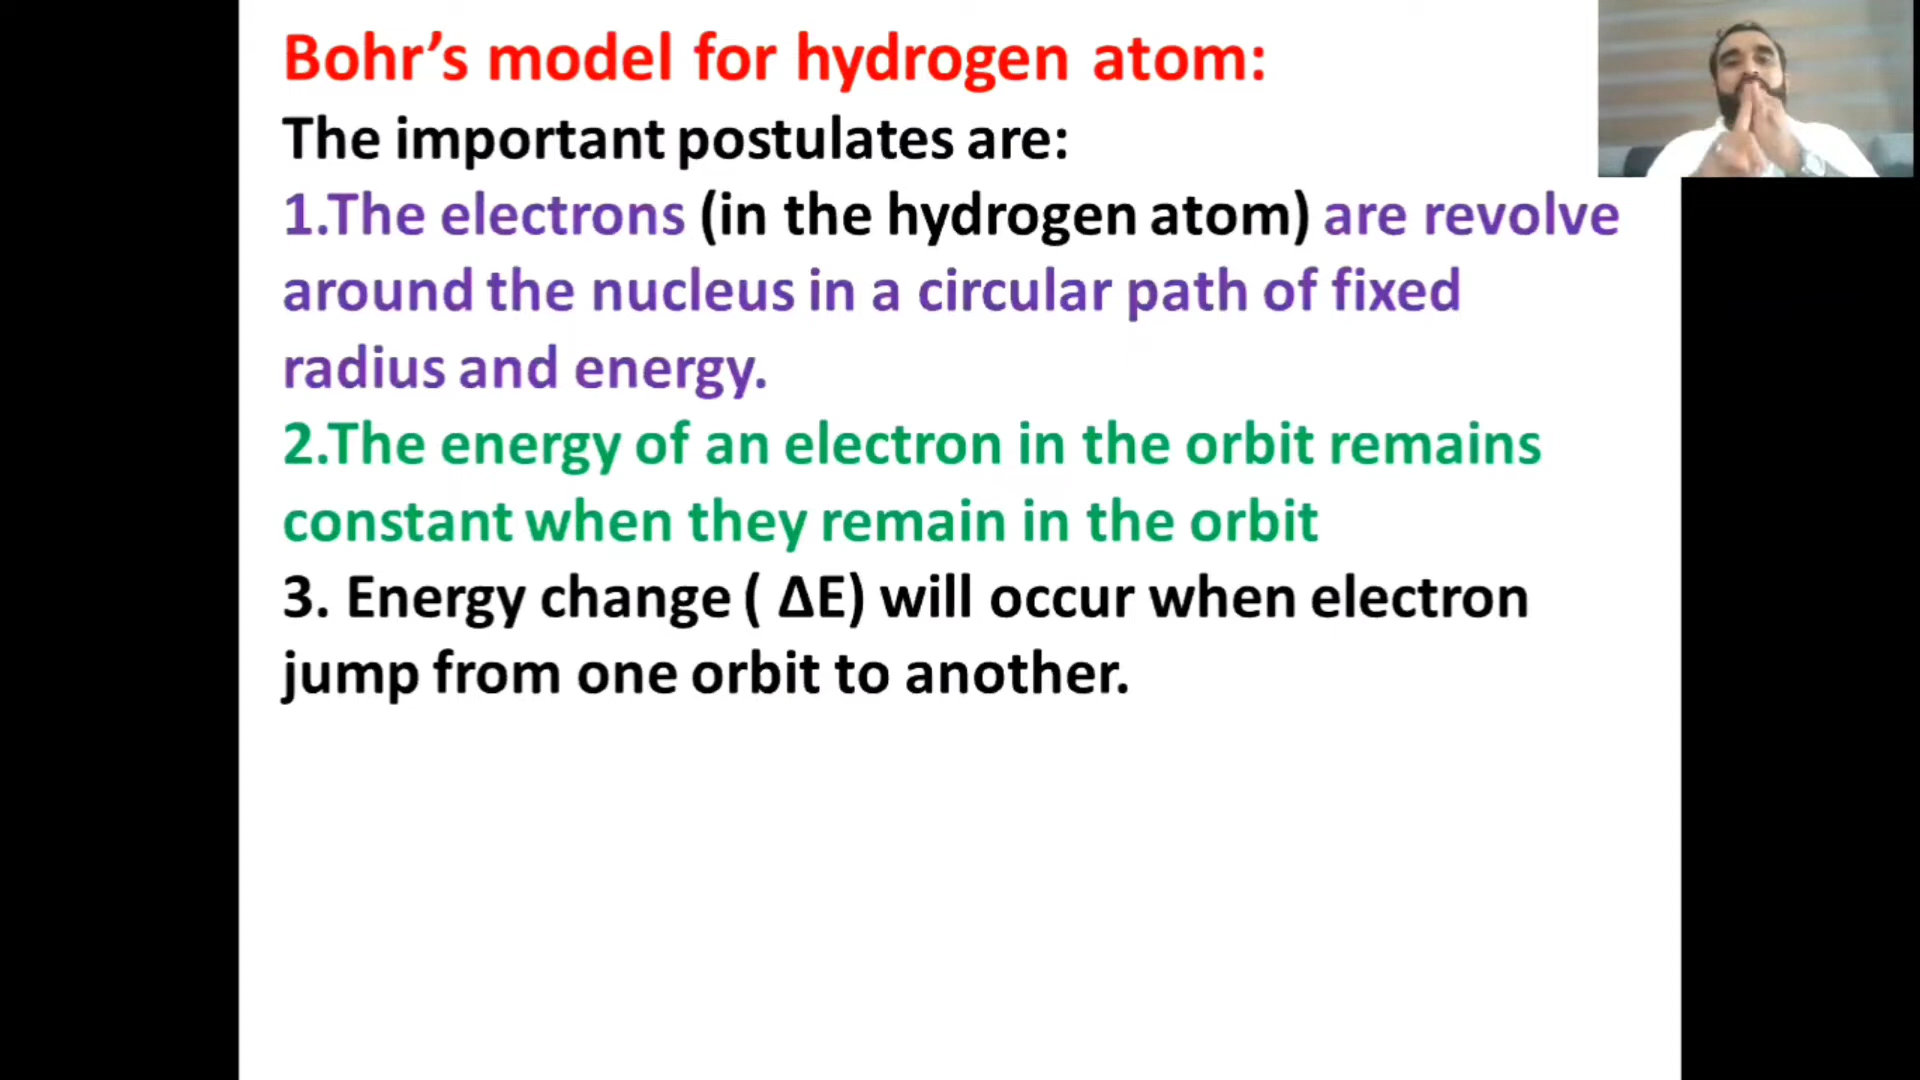 Bohr’s model for hydrogen atom:
The important postulates are:
1.The electrons (in the hydrogen atom) are revolve
around the nucleus in a circular path of fixed
radius and energy.
2.The energy of an electron in the orbit remains
constant when they remain in the orbit
3. Energy change ( ΔE) will occur when electron
jump from one orbit to another.